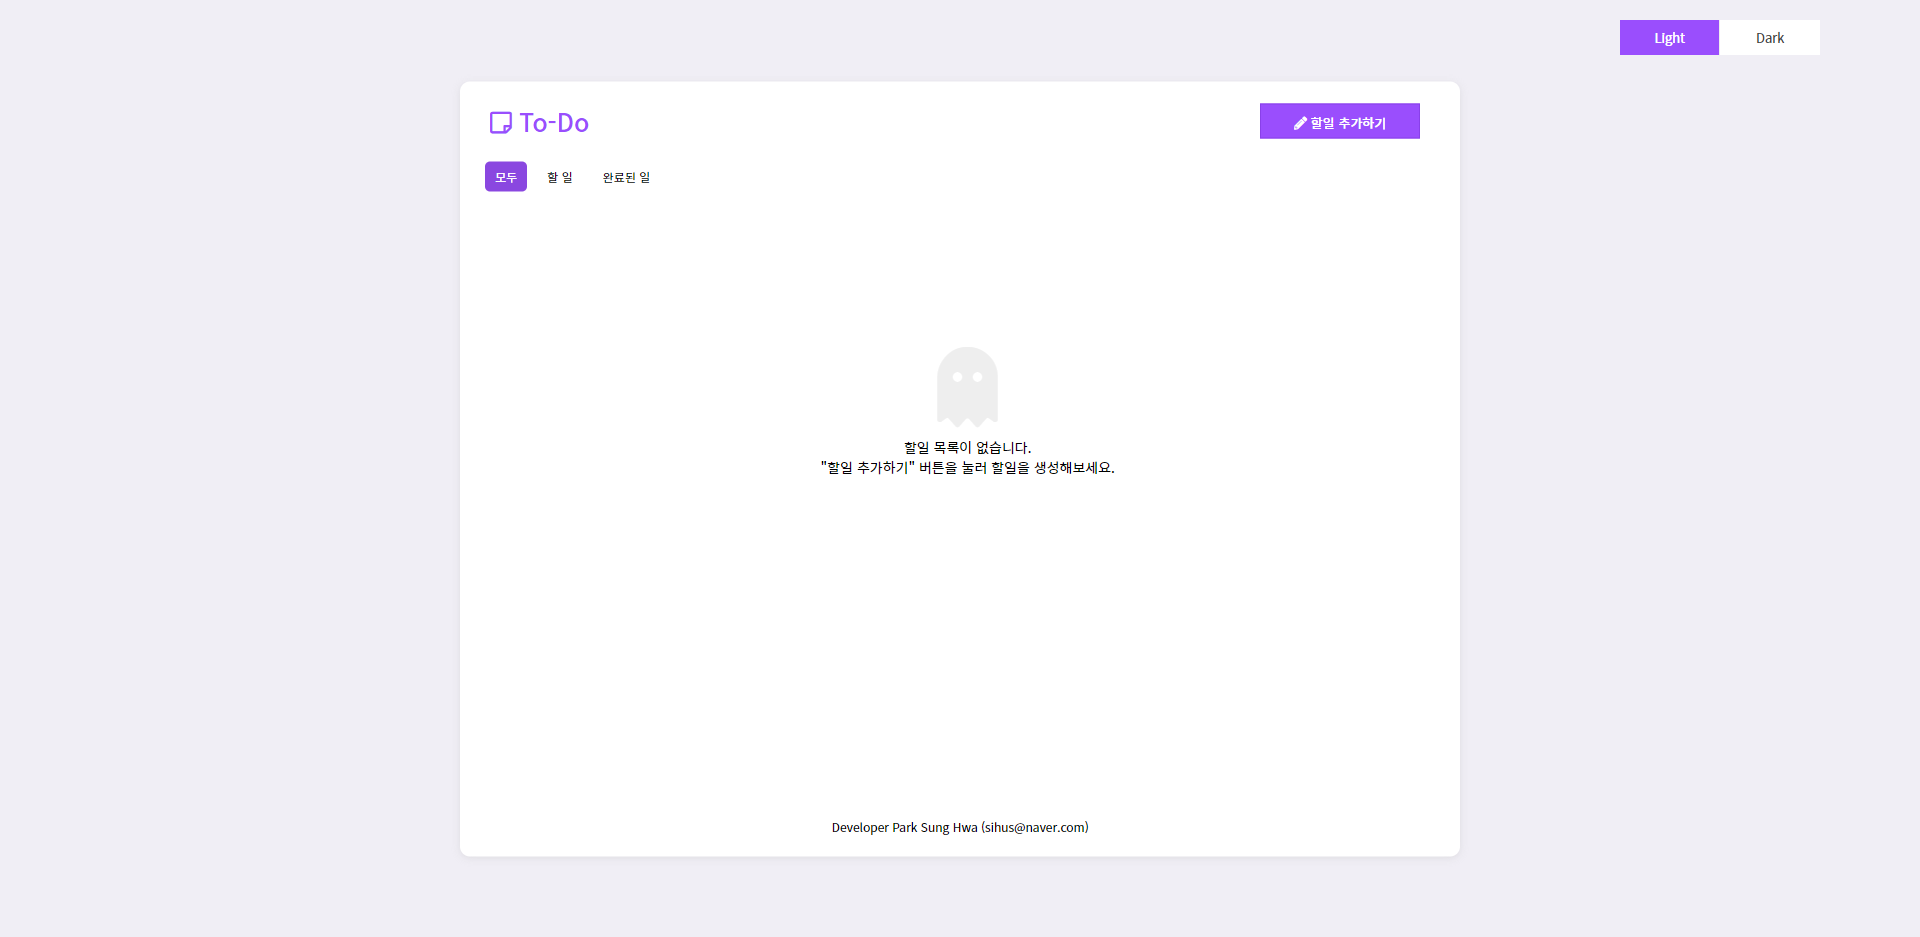 Light
Dark
To-Do
할일 추가하기
모두
할 일
완료된 일
할일 목록이 없습니다.
"할일 추가하기" 버튼을 눌러 할일을 생성해보세요.
Developer Park Sung Hwa (sihus@naver.com)